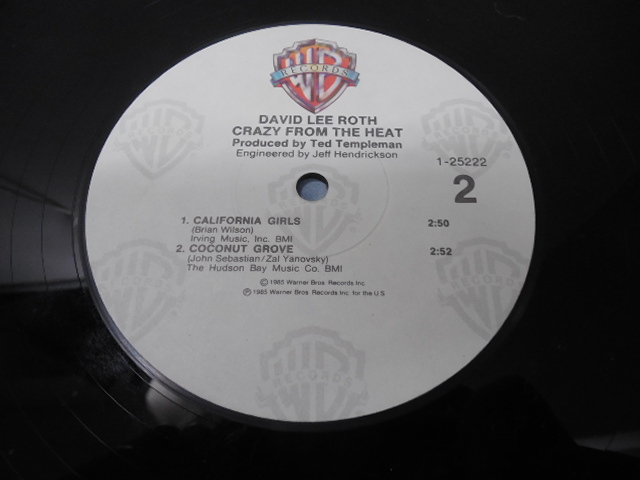 WB
RECORDS
DAVID LEE ROTH
CRAZY FROM THE HEAT
Produced by Ted Templeman
Engineered by Jeff Hendrickson
1-25222
2
1. CALIFORNIA GIRLS 2:50
(Brian Wilson)
Irving Music, Inc. BMI
2. COCONUT GROVE 2:52
(John Sebastian/Zal Yanovsky)
The Hudson Bay Music Co. BMI
©1985 Warner Bros. Records Inc.
℗1985 Warner Bros. Records Inc. for the U.S.